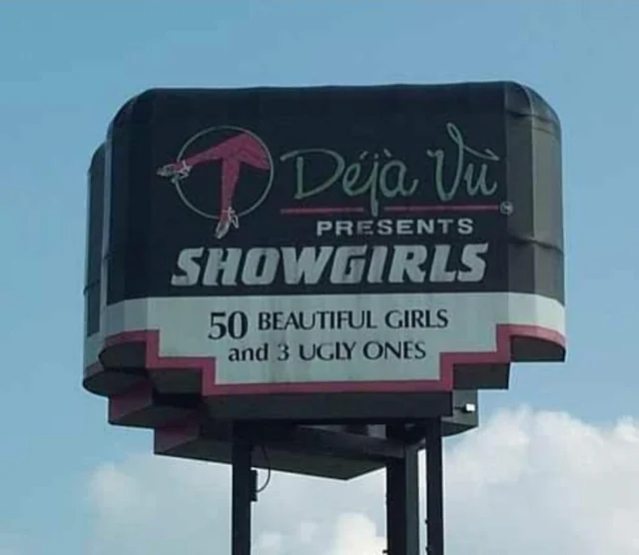 Déjà Vu
PRESENTS
SHOWGIRLS
50 BEAUTIFUL GIRLS
and 3 UGLY ONES